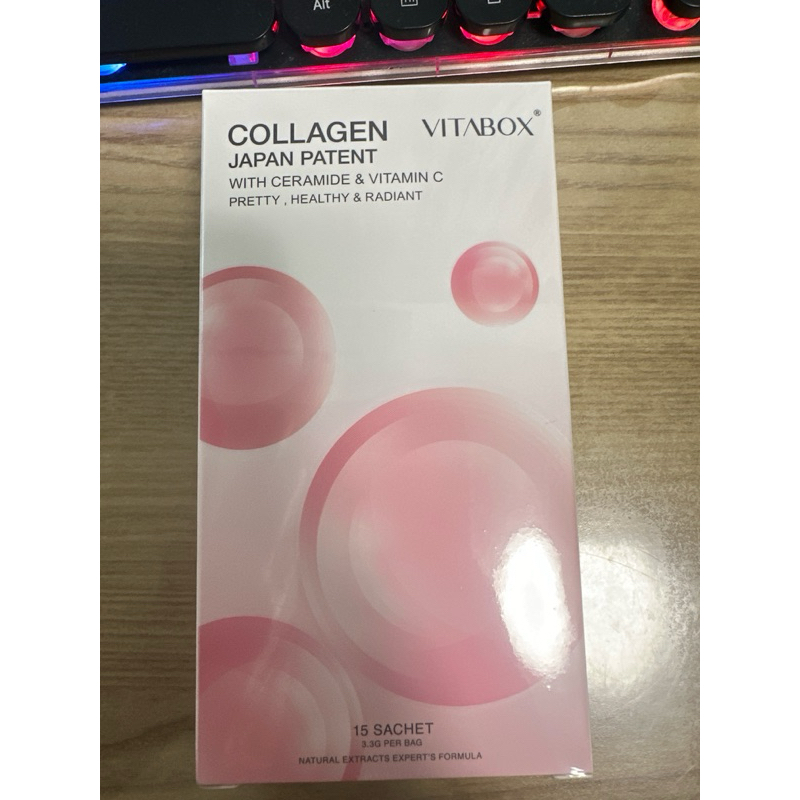 Alt
COLLAGEN
VITABOX®
JAPAN PATENT
WITH CERAMIDE & VITAMIN C
PRETTY , HEALTHY & RADIANT
15 SACHET
3.3G PER BAG
NATURAL EXTRACTS EXPERT'S FORMULA